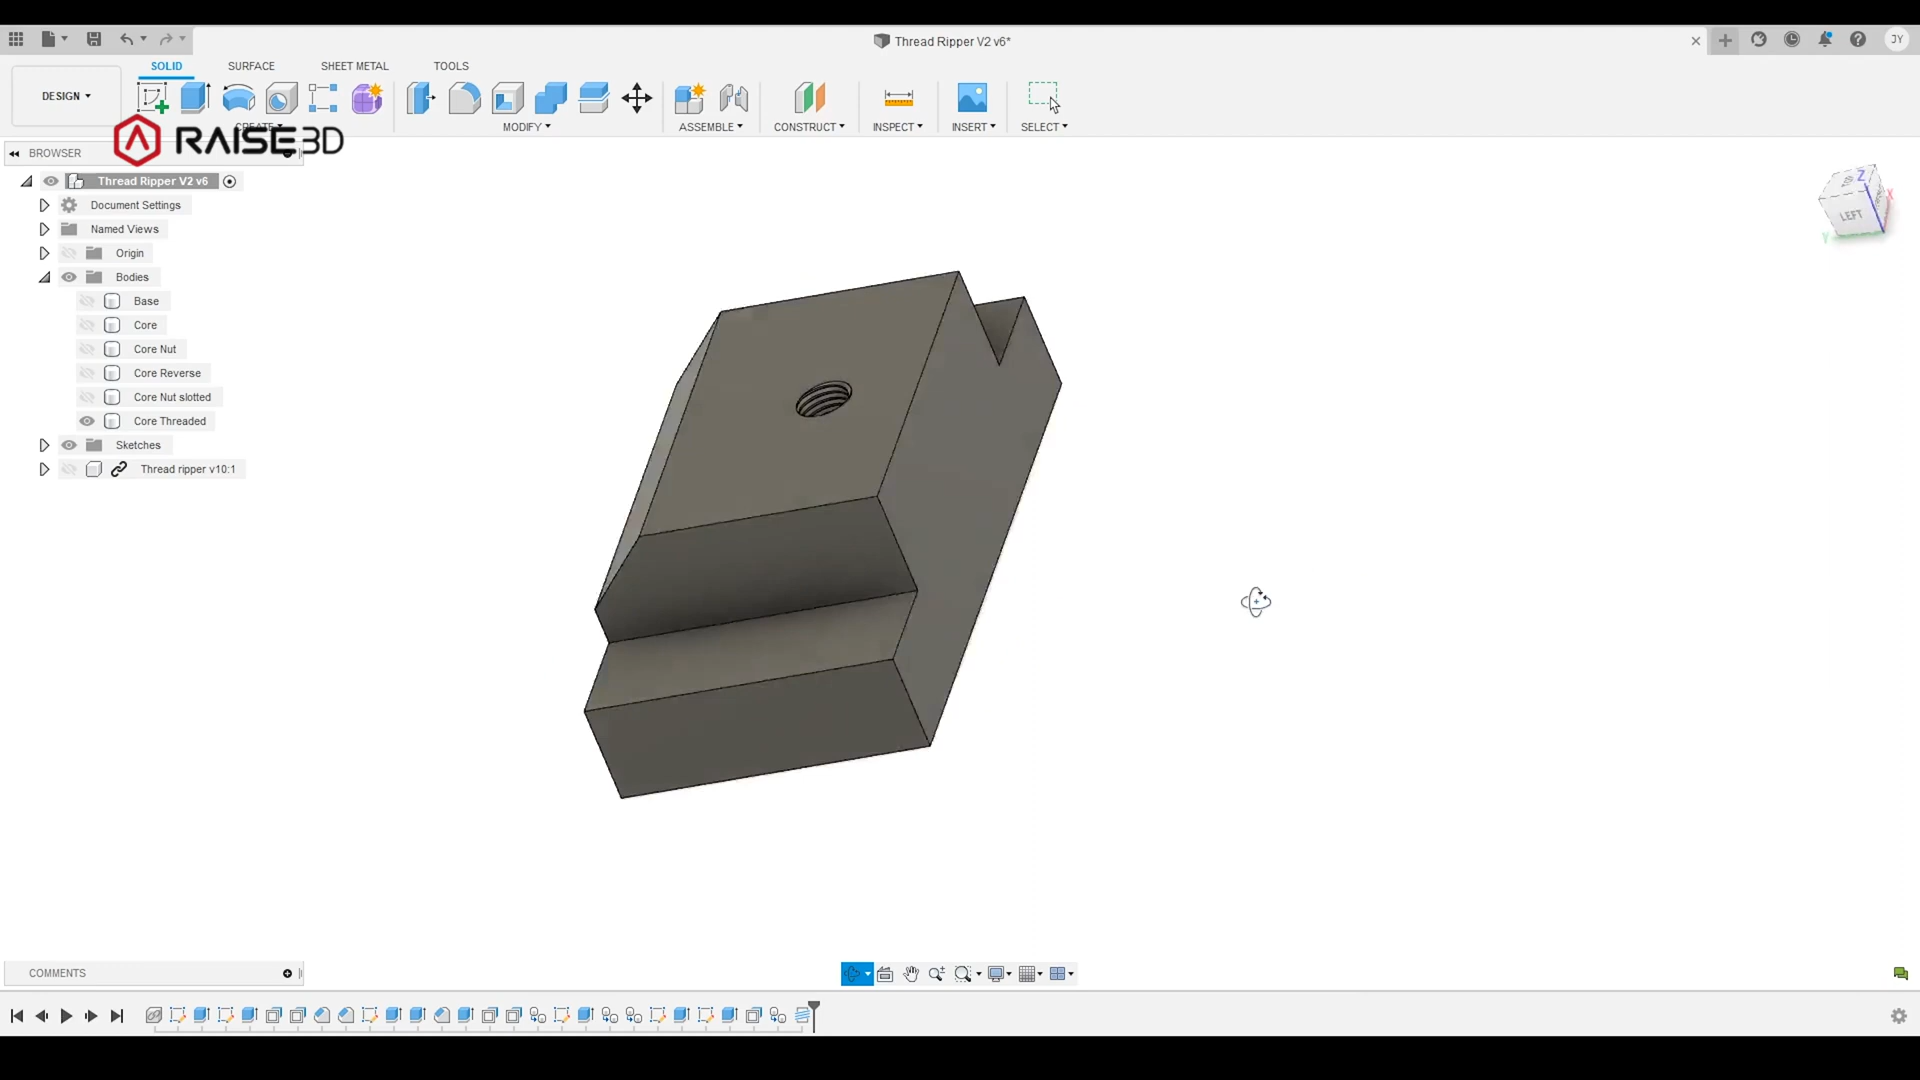 Thread Ripper V2 v6*
JY
SOLID
SURFACE
SHEET METAL
TOOLS
DESIGN
MODIFY
ASSEMBLE
CONSTRUCT
INSPECT
INSERT
SELECT
RAISE3D
BROWSER
Thread Ripper V2 v6
Document Settings
Named Views
Origin
Bodies
Base
Core
Core Nut
Core Reverse
Core Nut slotted
Core Threaded
Sketches
Thread ripper v10:1
Z
X
LEFT
Y
COMMENTS